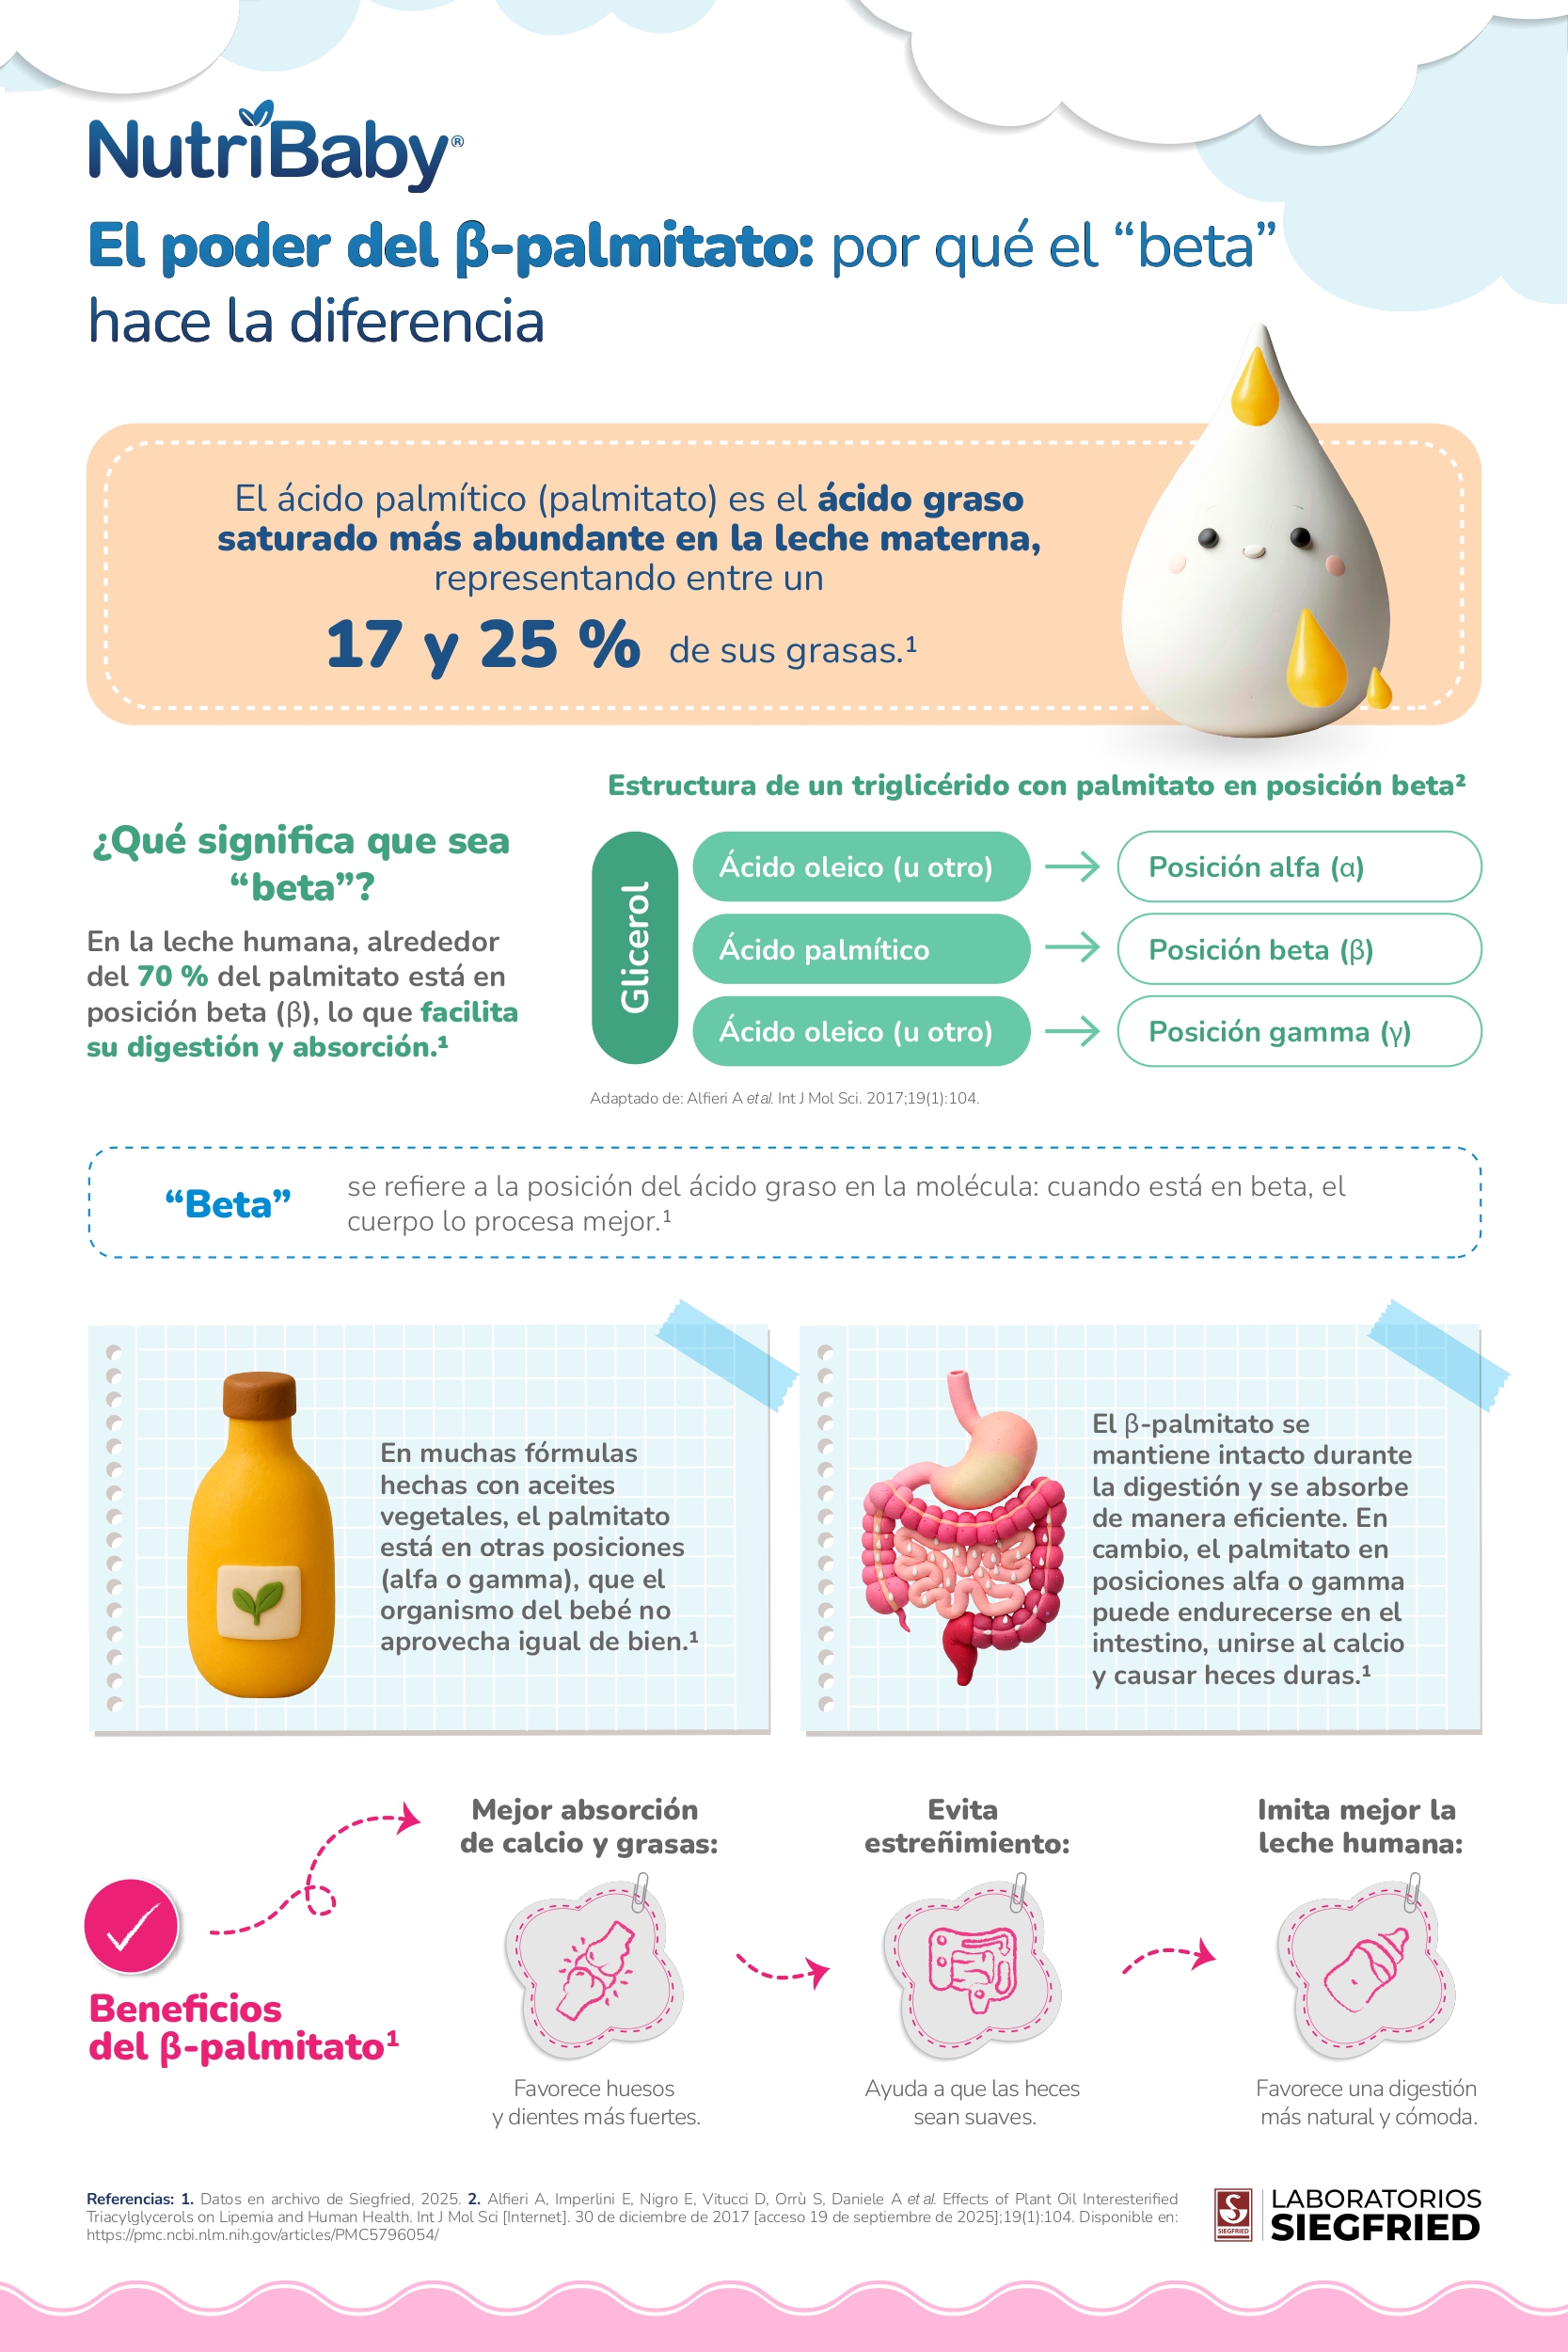 NutriBaby®
El poder del β-palmitato: por qué el “beta”
hace la diferencia
El ácido palmítico (palmitato) es el ácido graso
saturado más abundante en la leche materna,
representando entre un
17 y 25 % de sus grasas.¹
¿Qué significa que sea
“beta”?
En la leche humana, alrededor
del 70 % del palmitato está en
posición beta (β), lo que facilita
su digestión y absorción.¹
Estructura de un triglicérido con palmitato en posición beta²
Glicerol
Ácido oleico (u otro)
Posición alfa (α)
Ácido palmítico
Posición beta (β)
Ácido oleico (u otro)
Posición gamma (γ)
Adaptado de: Alfieri A et al. Int J Mol Sci. 2017;19(1):104.
“Beta”
se refiere a la posición del ácido graso en la molécula: cuando está en beta, el
cuerpo lo procesa mejor.¹
En muchas fórmulas
hechas con aceites
vegetales, el palmitato
está en otras posiciones
(alfa o gamma), que el
organismo del bebé no
aprovecha igual de bien.¹
El β-palmitato se
mantiene intacto durante
la digestión y se absorbe
de manera eficiente. En
cambio, el palmitato en
posiciones alfa o gamma
puede endurecerse en el
intestino, unirse al calcio
y causar heces duras.¹
Beneficios
del β-palmitato¹
Mejor absorción
de calcio y grasas:
Favorece huesos
y dientes más fuertes.
Evita
estreñimiento:
Ayuda a que las heces
sean suaves.
Imita mejor la
leche humana:
Favorece una digestión
más natural y cómoda.
Referencias: 1. Datos en archivo de Siegfried, 2025. 2. Alfieri A, Imperlini E, Nigro E, Vitucci D, Orrù S, Daniele A et al. Effects of Plant Oil Interesterified
Triacylglycerols on Lipemia and Human Health. Int J Mol Sci [Internet]. 30 de diciembre de 2017 [acceso 19 de septiembre de 2025];19(1):104. Disponible en:
https://pmc.ncbi.nlm.nih.gov/articles/PMC5796054/
SIEGFRIED
LABORATORIOS
SIEGFRIED